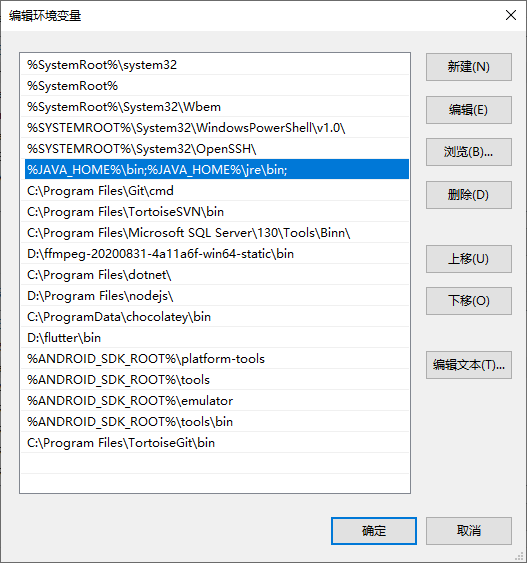 编辑环境变量
%SystemRoot%\system32
%SystemRoot%
%SystemRoot%\System32\Wbem
%SYSTEMROOT%\System32\WindowsPowerShell\v1.0\
%SYSTEMROOT%\System32\OpenSSH\
%JAVA_HOME%\bin;%JAVA_HOME%\jre\bin;
C:\Program Files\Git\cmd
C:\Program Files\TortoiseSVN\bin
C:\Program Files\Microsoft SQL Server\130\Tools\Binn\
D:\ffmpeg-20200831-4a11a6f-win64-static\bin
C:\Program Files\dotnet\
D:\Program Files\nodejs\
C:\ProgramData\chocolatey\bin
D:\flutter\bin
%ANDROID_SDK_ROOT%\platform-tools
%ANDROID_SDK_ROOT%\tools
%ANDROID_SDK_ROOT%\emulator
%ANDROID_SDK_ROOT%\tools\bin
C:\Program Files\TortoiseGit\bin
新建(N)
编辑(E)
浏览(B)...
删除(D)
上移(U)
下移(O)
编辑文本(T)...
确定
取消